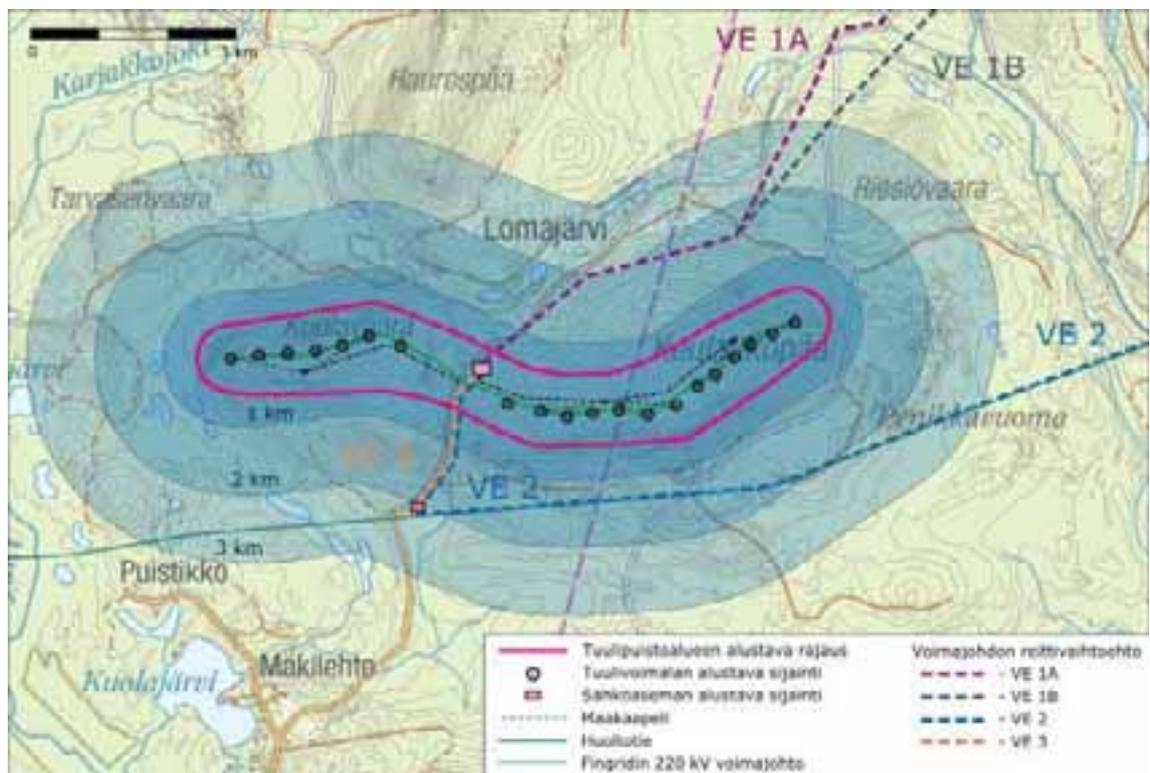 0 3 km
Karjakkojoki
Haurospää
VE 1A
VE 1B
Tarvasenvaara
Lomajärvi
VE 2
1 km
2 km
VE 2
3 km
Puistikko
Kuolajärvi
Mäkilehto
Tuulipuistoalueen alustava rajaus
Tuulivoimalan alustava sijainti
Sähköaseman alustava sijainti
Maakaapeli
Huoltotie
Fingridin 220 kV voimajohto
Voimajohdon reittivaihtoehto
- VE 1A
- VE 1B
- VE 2
- VE 3